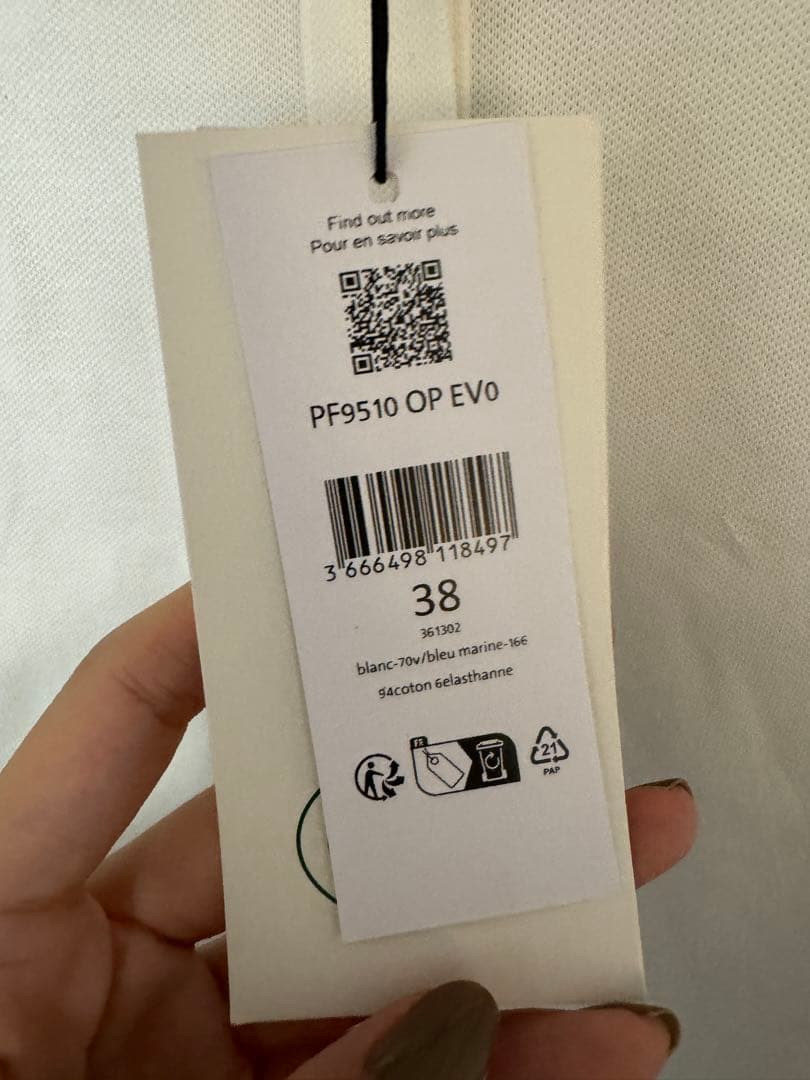 Find out more
Pour en savoir plus
PF9510 OP EV0
3 666498 118497
38
361302
blanc-70v/bleu marine-166
94coton 6elasthanne
FR
21
PAP